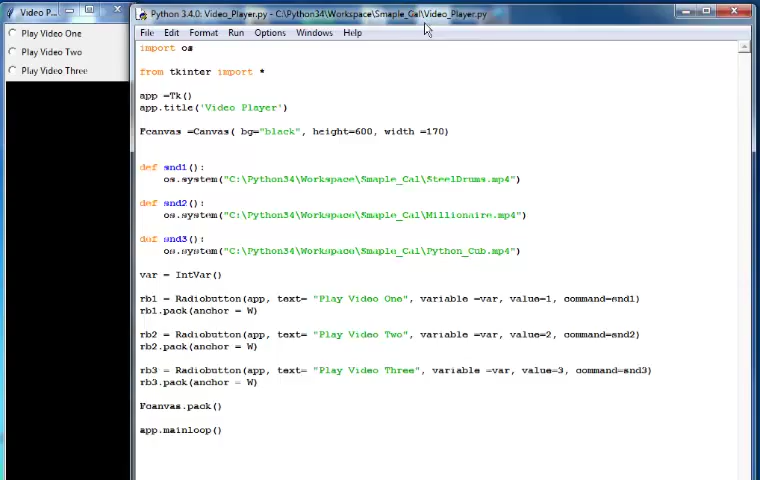 Video P...
Play Video One
Play Video Two
Play Video Three
Python 3.4.0: Video_Player.py - C:\Python34\Workspace\Smaple_Cal\Video_Player.py
File Edit Format Run Options Windows Help
import os
from tkinter import *
app =Tk()
app.title('Video Player')
Fcanvas =Canvas( bg="black", height=600, width =170)
def snd1():
os.system("C:\Python34\Workspace\Smaple_Cal\SteelDrums.mp4")
def snd2():
os.system("C:\Python34\Workspace\Smaple_Cal\Millionaire.mp4")
def snd3():
os.system("C:\Python34\Workspace\Smaple_Cal\Python_Cub.mp4")
var = IntVar()
rb1 = Radiobutton(app, text= "Play Video One", variable =var, value=1, command=snd1)
rb1.pack(anchor = W)
rb2 = Radiobutton(app, text= "Play Video Two", variable =var, value=2, command=snd2)
rb2.pack(anchor = W)
rb3 = Radiobutton(app, text= "Play Video Three", variable =var, value=3, command=snd3)
rb3.pack(anchor = W)
Fcanvas.pack()
app.mainloop()